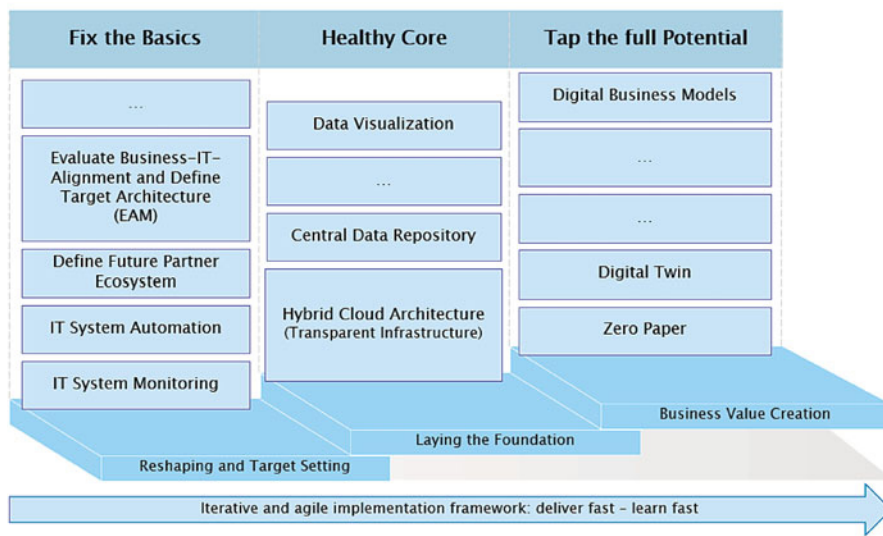 Fix the Basics
Healthy Core
Tap the full Potential
...
Evaluate Business-IT-
Alignment and Define
Target Architecture
(EAM)
Define Future Partner
Ecosystem
IT System Automation
IT System Monitoring
Data Visualization
...
Central Data Repository
Hybrid Cloud Architecture
(Transparent Infrastructure)
Digital Business Models
...
...
Digital Twin
Zero Paper
Reshaping and Target Setting
Laying the Foundation
Business Value Creation
Iterative and agile implementation framework: deliver fast – learn fast